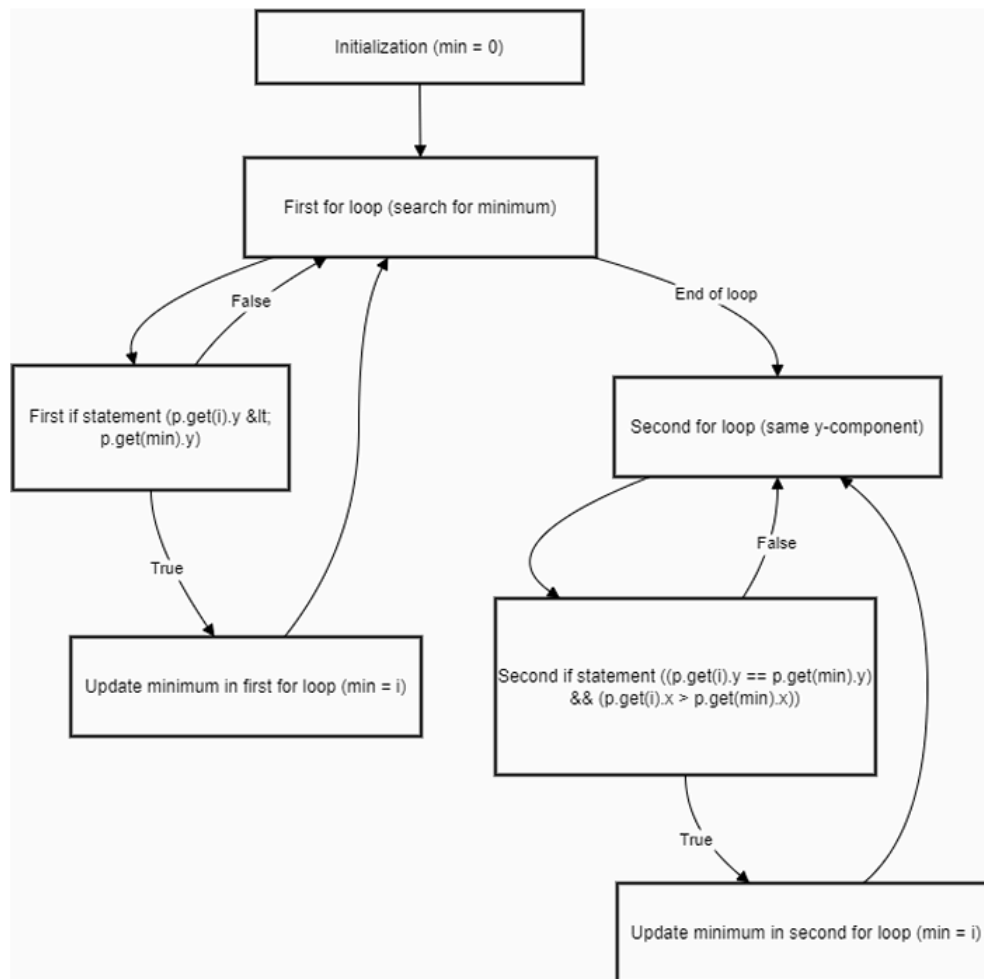 Initialization (min = 0)
First for loop (search for minimum)
False
End of loop
First if statement (p.get(i).y &lt;
p.get(min).y)
Second for loop (same y-component)
True
False
Update minimum in first for loop (min = i)
Second if statement ((p.get(i).y == p.get(min).y)
&& (p.get(i).x > p.get(min).x))
True
Update minimum in second for loop (min = i)